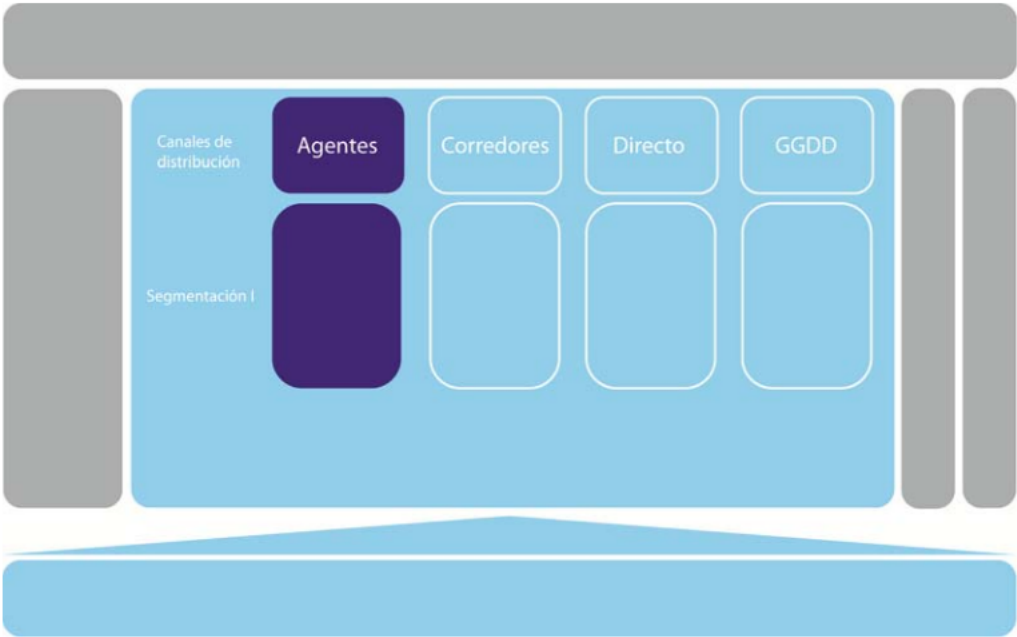 Canales de
distribución
Agentes
Corredores
Directo
GGDD
Segmentación I